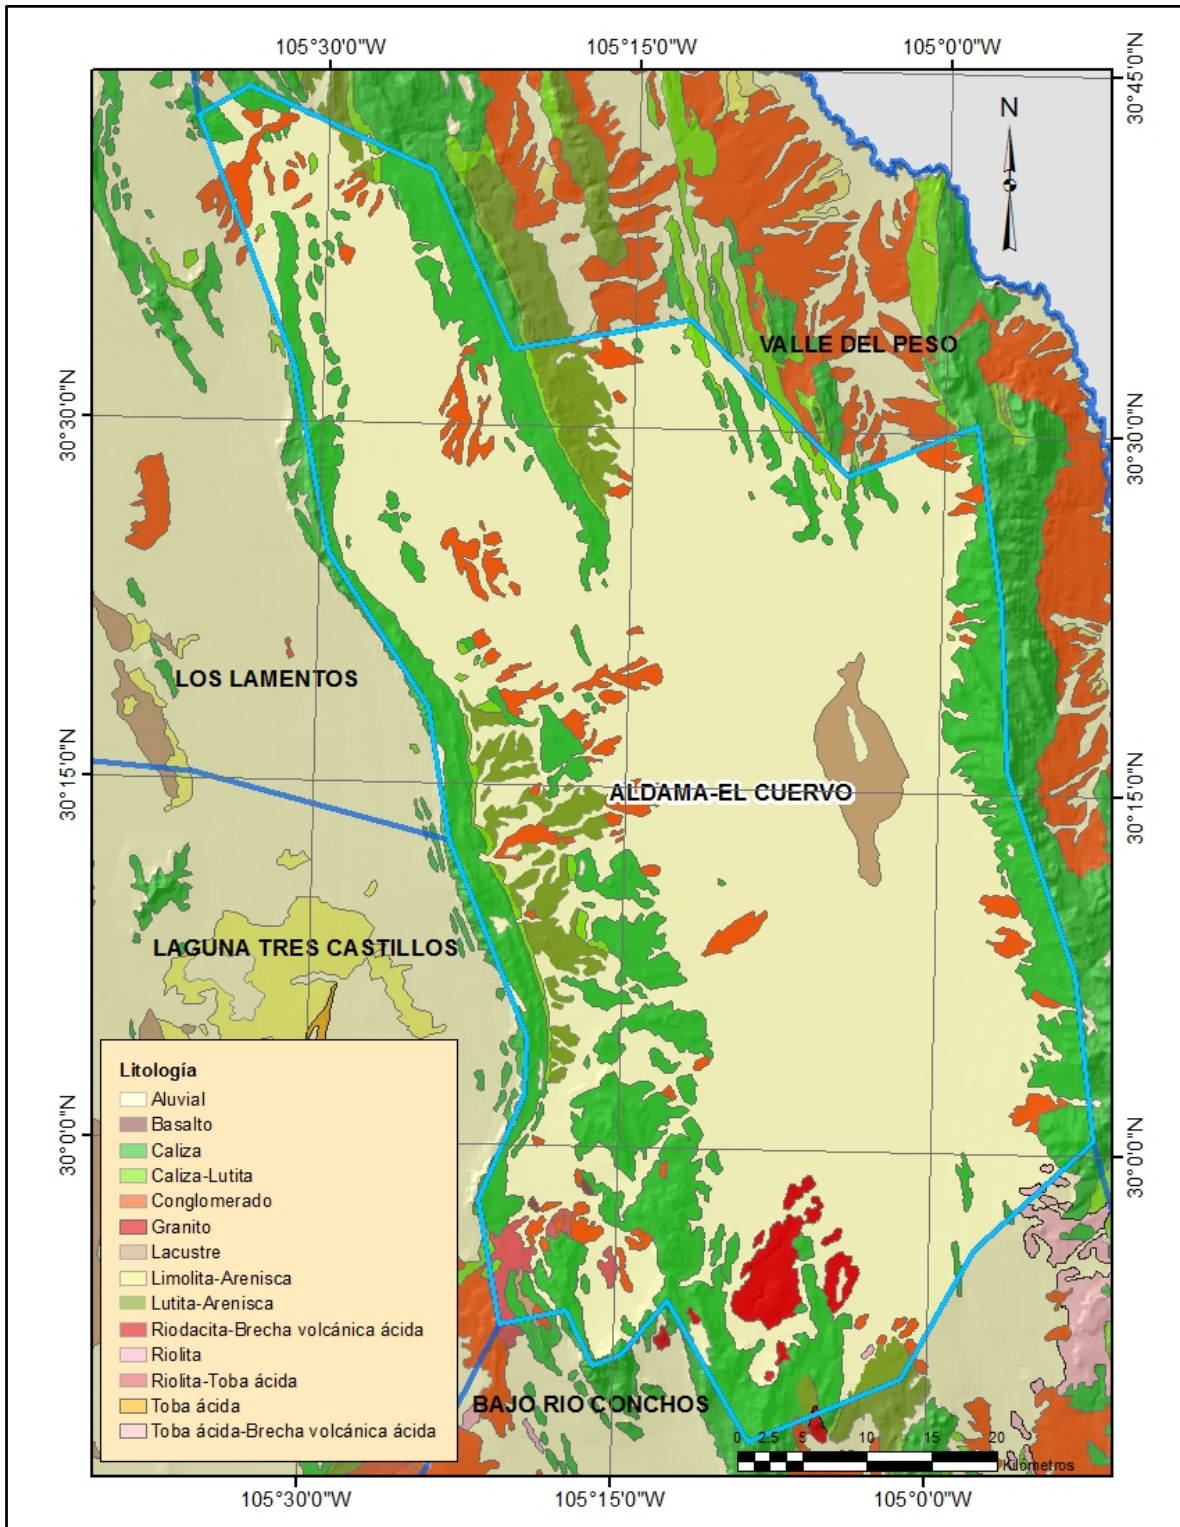 105°30'0"W 105°15'0"W 105°0'0"W
30°45'0"N
N
VALLE DEL PESO
30°30'0"N
30°30'0"N
LOS LAMENTOS
30°15'0"N
ALDAMA-EL CUERVO
30°15'0"N
LAGUNA TRES CASTILLOS
30°0'0"N
30°0'0"N
Litología
Aluvial
Basalto
Caliza
Caliza-Lutita
Conglomerado
Granito
Lacustre
Limolita-Arenisca
Lutita-Arenisca
Riodacita-Brecha volcánica ácida
Riolita
Riolita-Toba ácida
Toba ácida
Toba ácida-Brecha volcánica ácida
BAJO RIO CONCHOS
0 2.5 5 10 15 20
Kilómetros
105°30'0"W 105°15'0"W 105°0'0"W